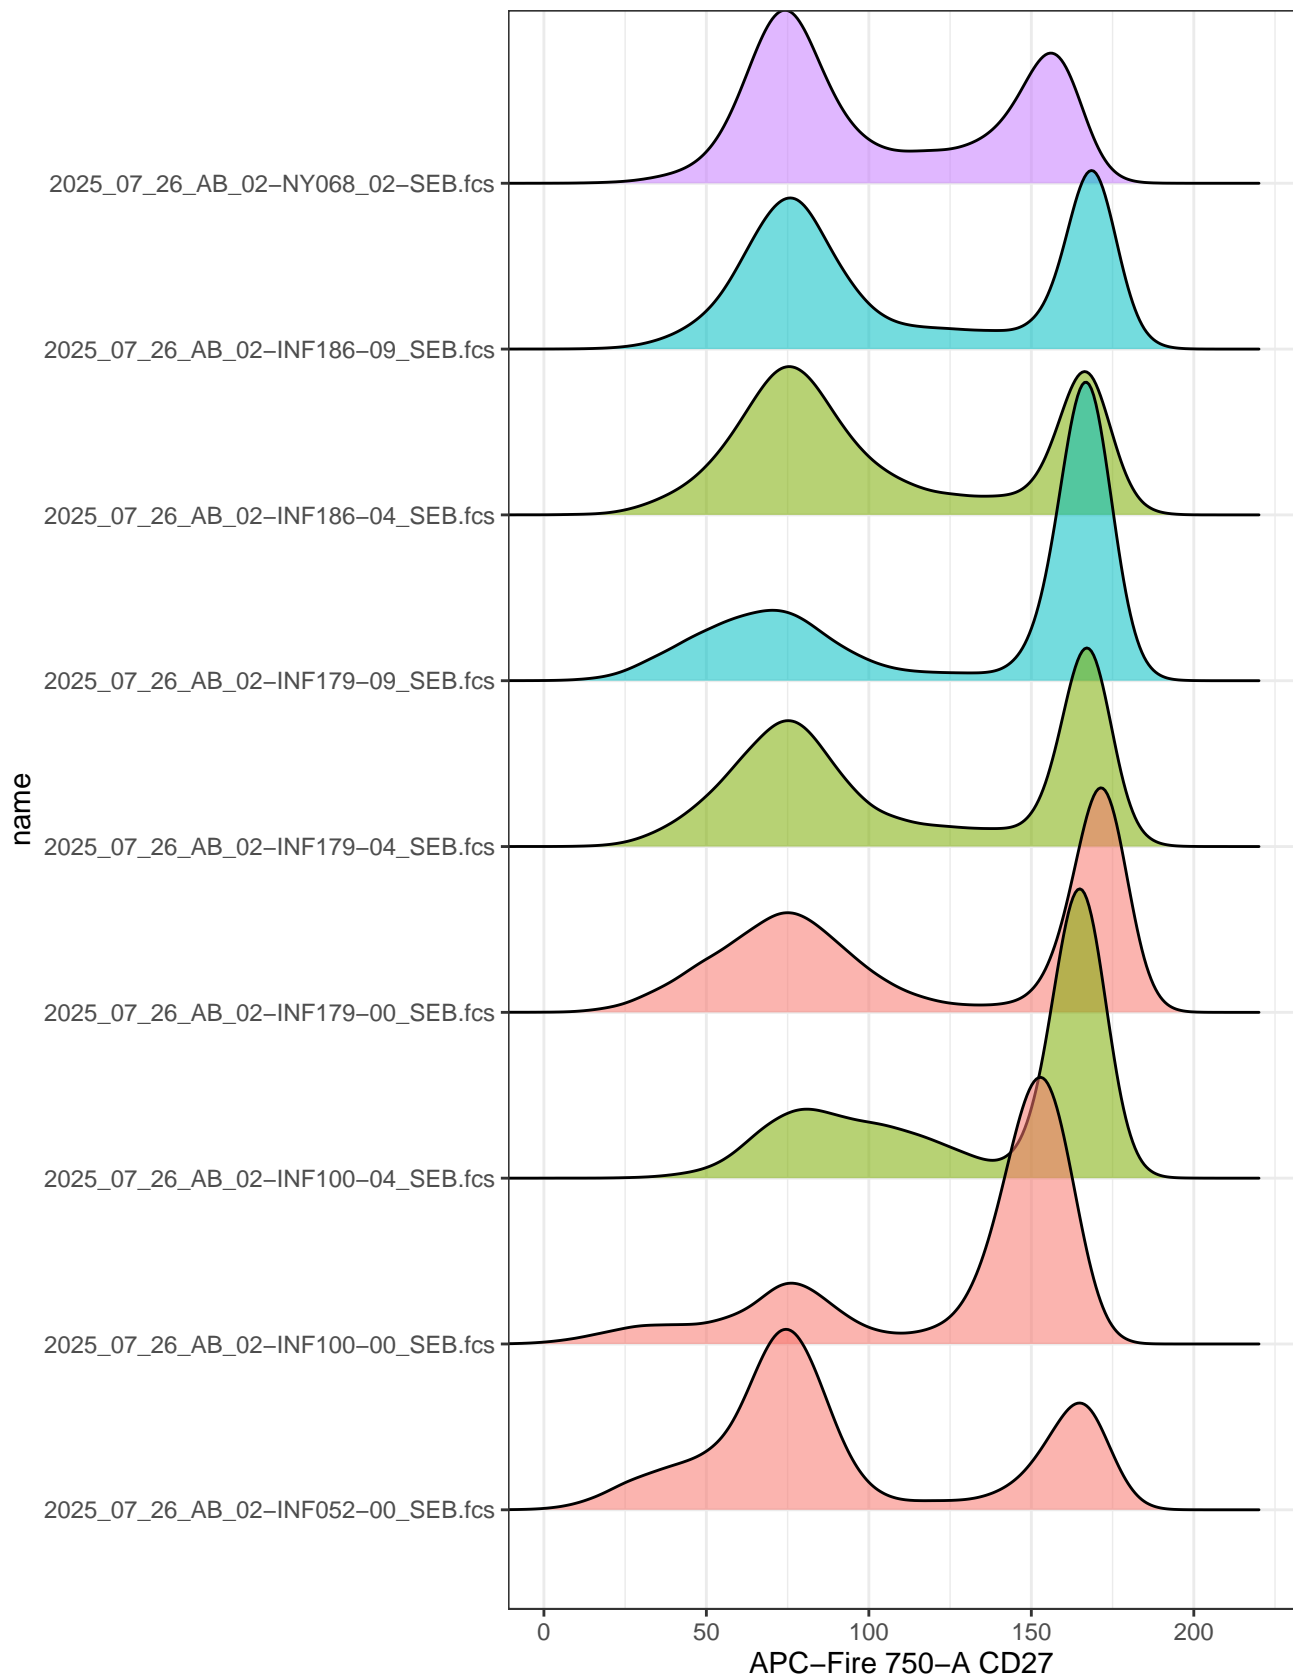 2025_07_26_AB_02−NY068_02−SEB.fcs
2025_07_26_AB_02−INF186−09_SEB.fcs
2025_07_26_AB_02−INF186−04_SEB.fcs
2025_07_26_AB_02−INF179−09_SEB.fcs
name
2025_07_26_AB_02−INF179−04_SEB.fcs
2025_07_26_AB_02−INF179−00_SEB.fcs
2025_07_26_AB_02−INF100−04_SEB.fcs
2025_07_26_AB_02−INF100−00_SEB.fcs
2025_07_26_AB_02−INF052−00_SEB.fcs
0 50 100 150 200
APC−Fire 750−A CD27